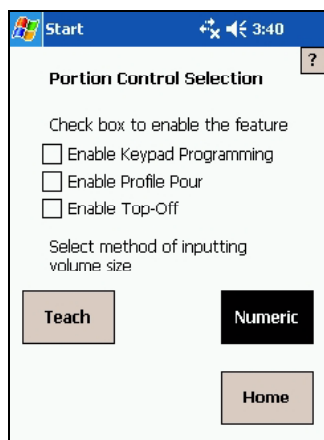 Start 3:40
?
Portion Control Selection
Check box to enable the feature
Enable Keypad Programming
Enable Profile Pour
Enable Top-Off
Select method of inputting
volume size
Teach Numeric
Home